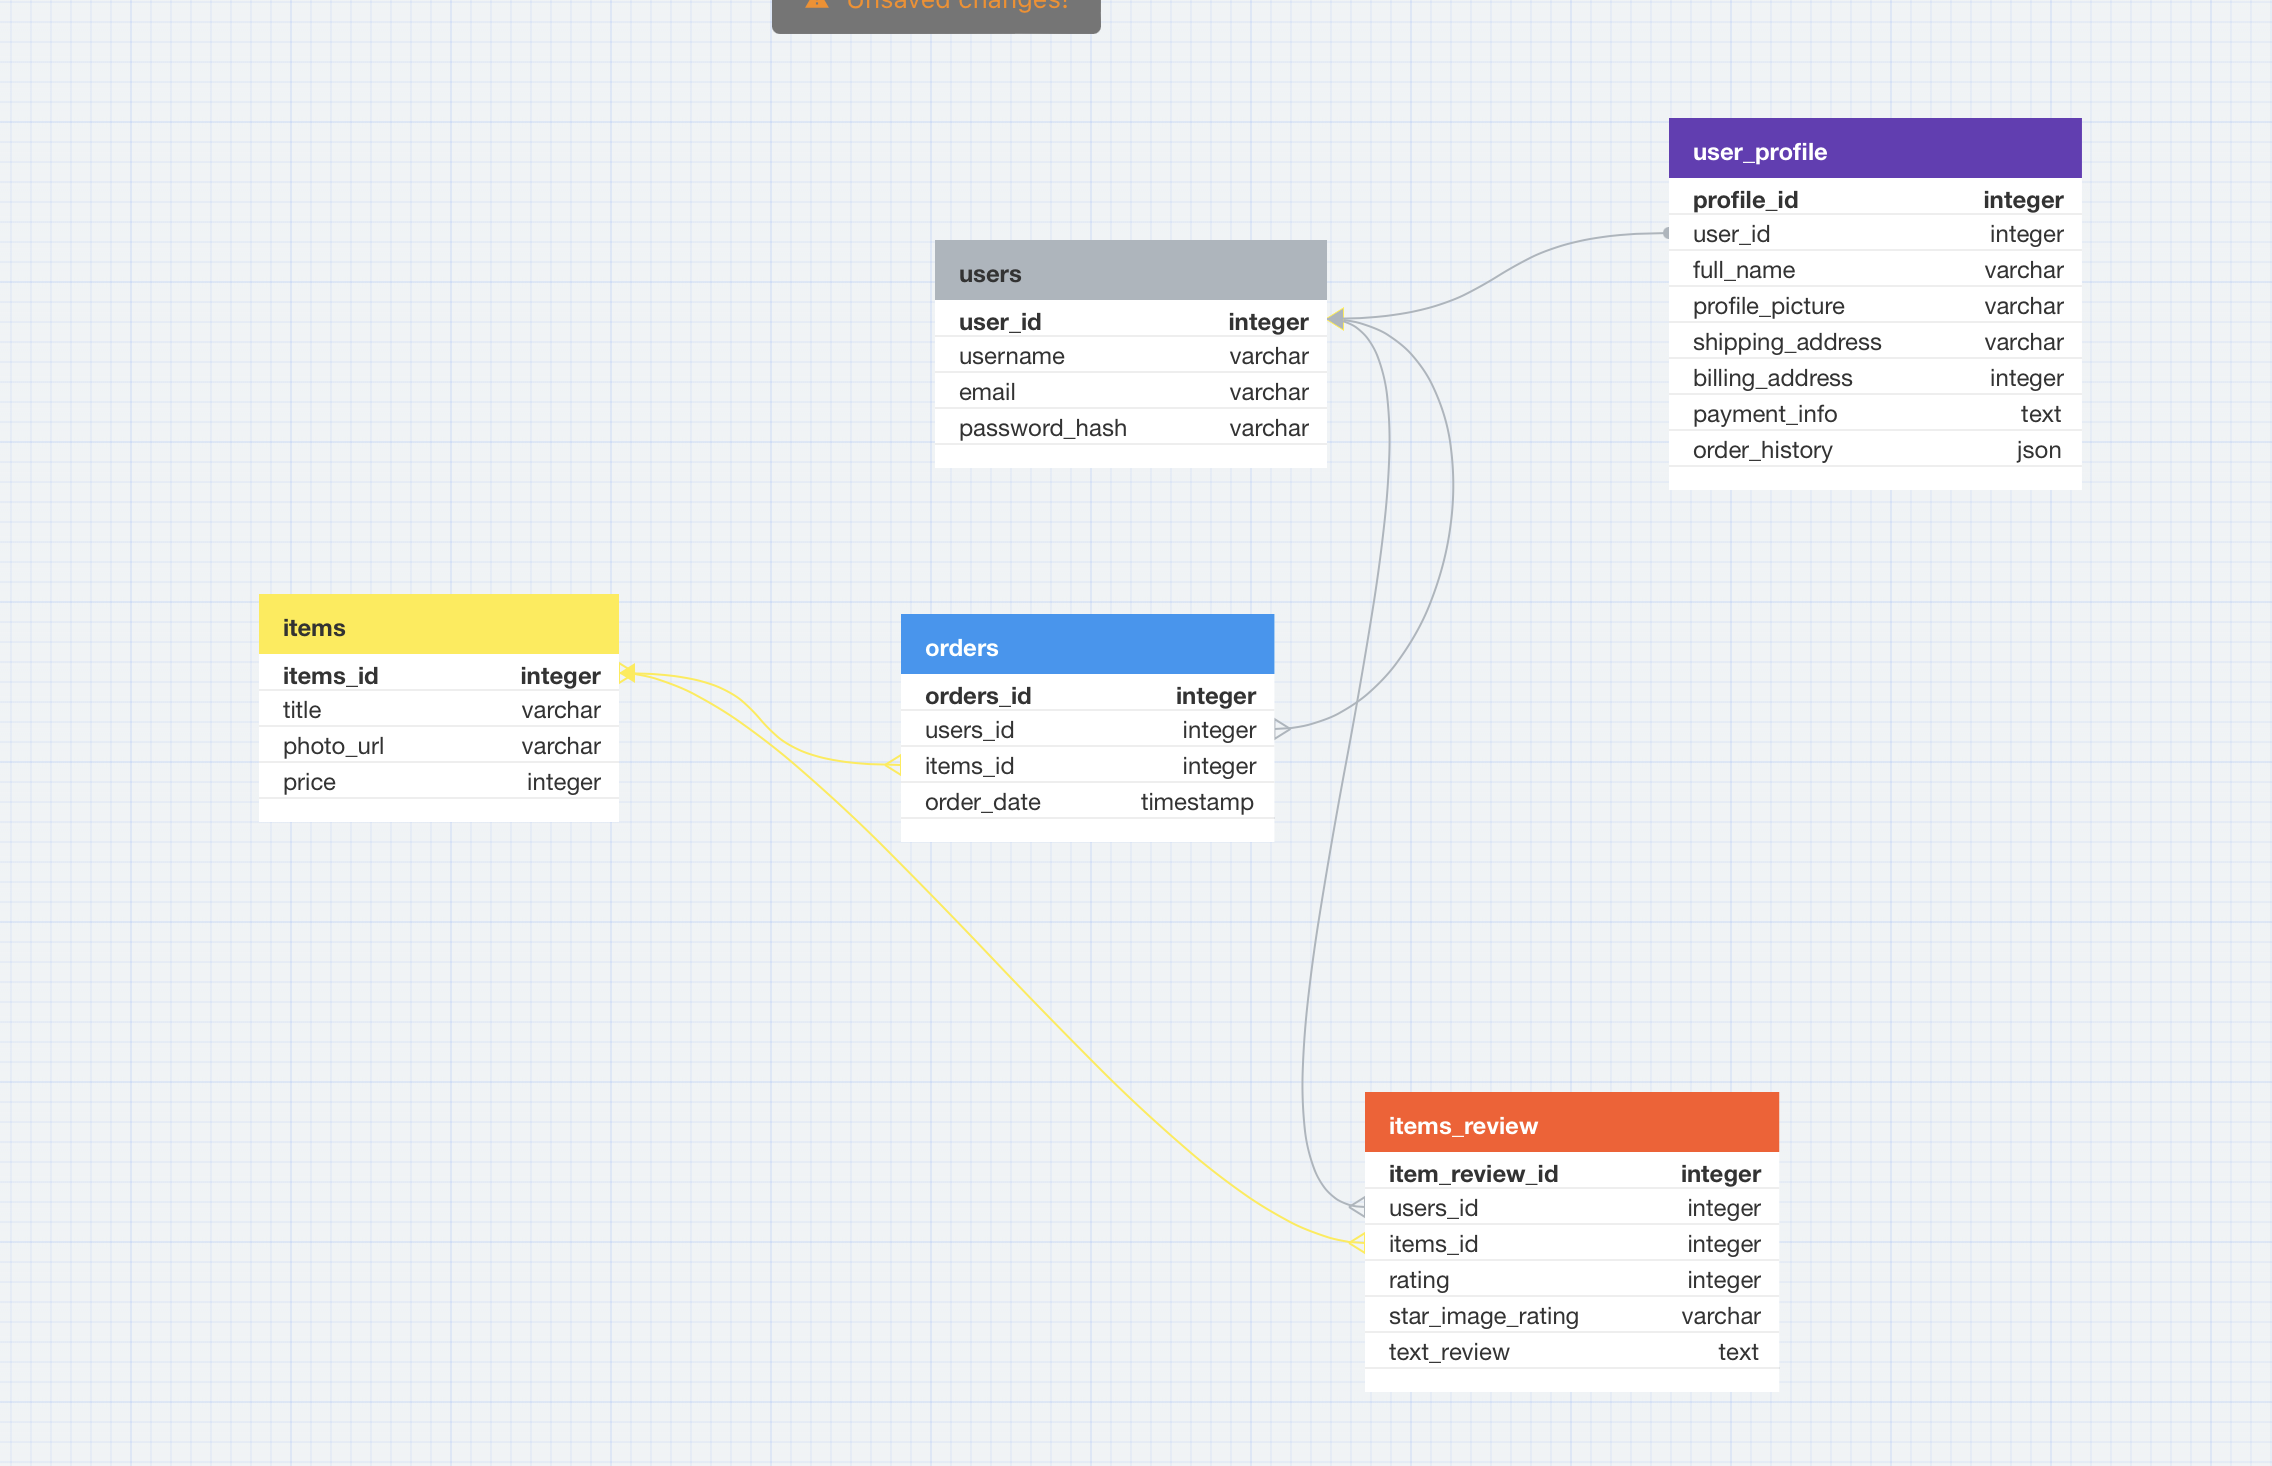 Unsaved changes!
user_profile
profile_id integer
user_id integer
full_name varchar
profile_picture varchar
shipping_address varchar
billing_address integer
payment_info text
order_history json
users
user_id integer
username varchar
email varchar
password_hash varchar
items
items_id integer
title varchar
photo_url varchar
price integer
orders
orders_id integer
users_id integer
items_id integer
order_date timestamp
items_review
item_review_id integer
users_id integer
items_id integer
rating integer
star_image_rating varchar
text_review text